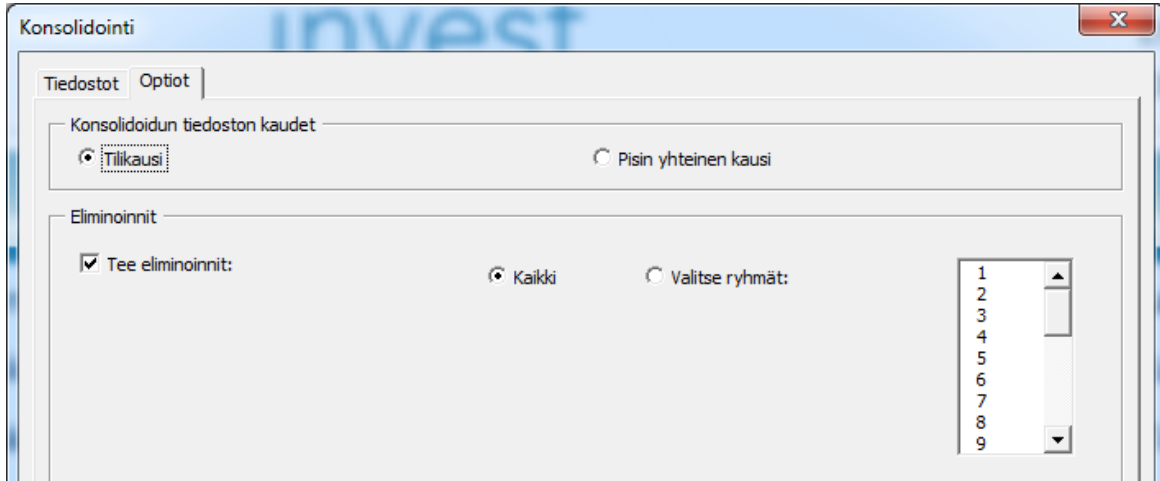 Konsolidointi
invest
Tiedostot Optiot
Konsolidoidun tiedoston kaudet
Tilikausi Pisin yhteinen kausi
Eliminoinnit
Tee eliminoinnit: Kaikki Valitse ryhmät:
1
2
3
4
5
6
7
8
9